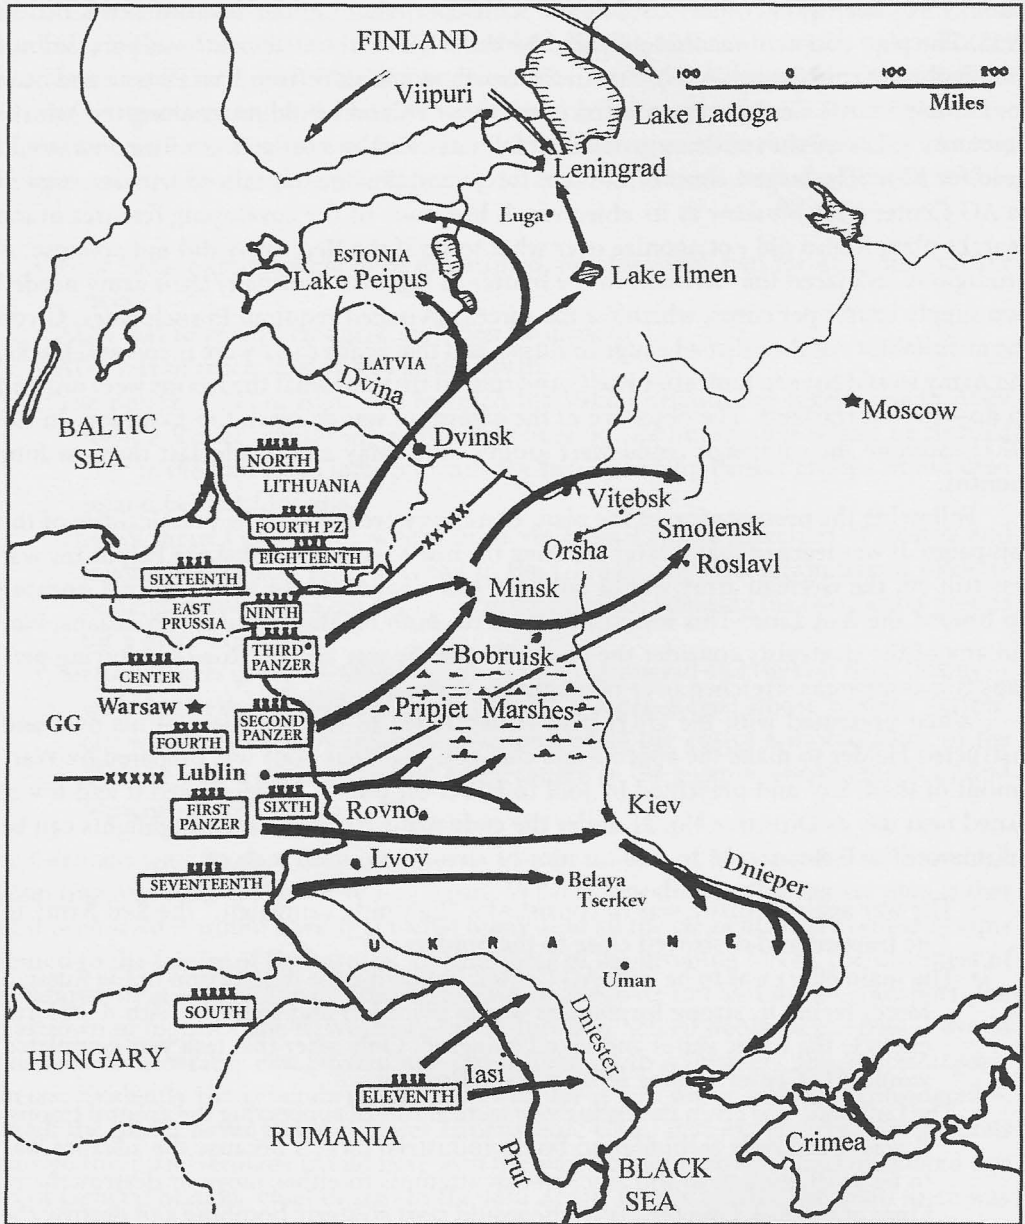 FINLAND
100 0 100 200
Miles
Viipuri
Lake Ladoga
Leningrad
Luga
ESTONIA
Lake Peipus
Lake Ilmen
LATVIA
Dvina
Moscow
BALTIC
SEA
Dvinsk
NORTH
LITHUANIA
Vitebsk
FOURTH PZ
Smolensk
XXXXX
Orsha
EIGHTEENTH
Roslavl
SIXTEENTH
Minsk
EAST
PRUSSIA
NINTH
THIRD
PANZER
Bobruisk
CENTER
Warsaw
Pripjet Marshes
GG
SECOND
PANZER
FOURTH
XXXXX
Lublin
FIRST
PANZER
SIXTH
Rovno
Kiev
Lvov
Dnieper
SEVENTEENTH
Belaya
Tserkev
UKRAINE
Uman
SOUTH
Dniester
HUNGARY
Iasi
ELEVENTH
RUMANIA
Crimea
Prut
BLACK
SEA